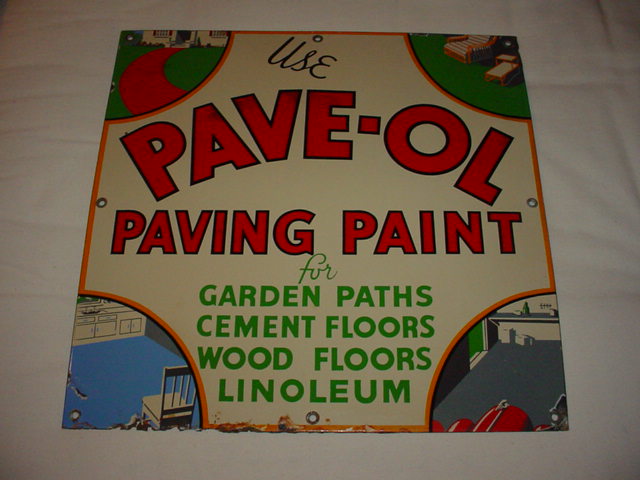 USE
PAVE-OL
PAVING PAINT
for
GARDEN PATHS
CEMENT FLOORS
WOOD FLOORS
LINOLEUM